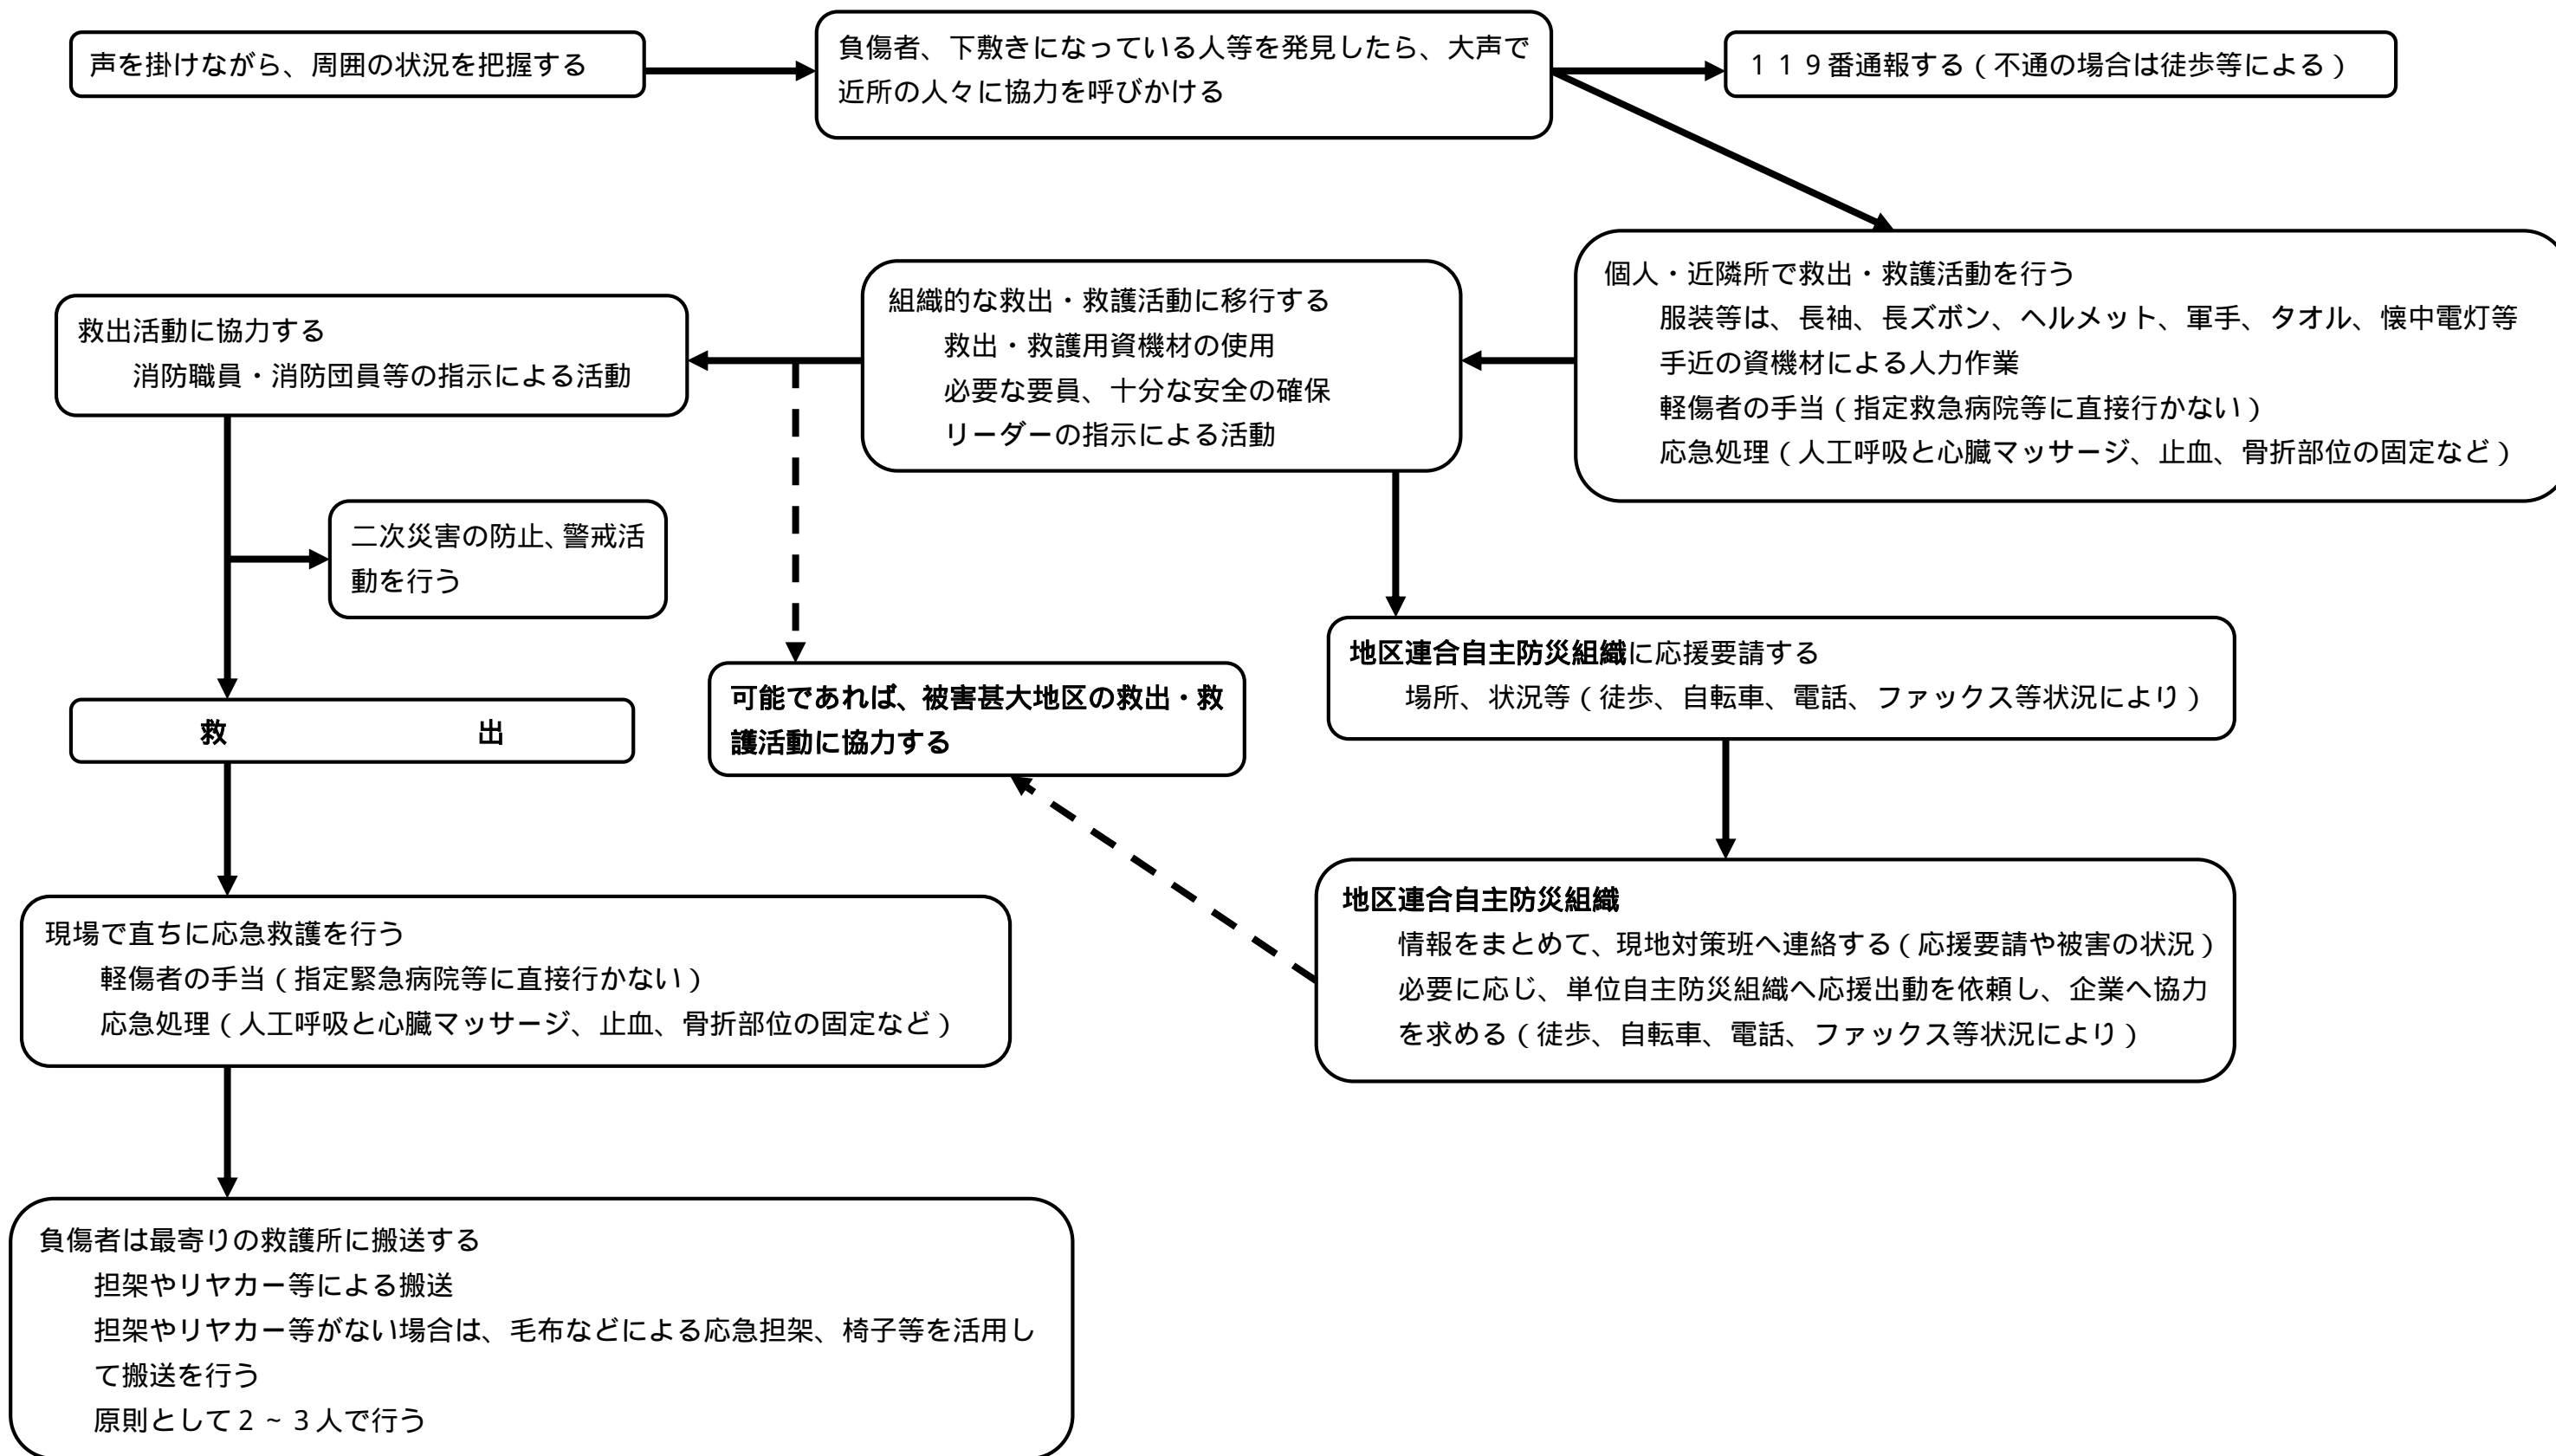 声を掛けながら、周囲の状況を把握する
負傷者、下敷きになっている人等を発見したら、大声で
近所の人々に協力を呼びかける
１１９番通報する（不通の場合は徒歩等による）
個人・近隣所で救出・救護活動を行う
服装等は、長袖、長ズボン、ヘルメット、軍手、タオル、懐中電灯等
手近の資機材による人力作業
軽傷者の手当（指定救急病院等に直接行かない）
応急処理（人工呼吸と心臓マッサージ、止血、骨折部位の固定など）
組織的な救出・救護活動に移行する
救出・救護用資機材の使用
必要な要員、十分な安全の確保
リーダーの指示による活動
救出活動に協力する
消防職員・消防団員等の指示による活動
二次災害の防止、警戒活
動を行う
地区連合自主防災組織に応援要請する
場所、状況等（徒歩、自転車、電話、ファックス等状況により）
可能であれば、被害甚大地区の救出・救
護活動に協力する
救　　　　　　　　　出
地区連合自主防災組織
情報をまとめて、現地対策班へ連絡する（応援要請や被害の状況）
必要に応じ、単位自主防災組織へ応援出動を依頼し、企業へ協力
を求める（徒歩、自転車、電話、ファックス等状況により）
現場で直ちに応急救護を行う
軽傷者の手当（指定緊急病院等に直接行かない）
応急処理（人工呼吸と心臓マッサージ、止血、骨折部位の固定など）
負傷者は最寄りの救護所に搬送する
担架やリヤカー等による搬送
担架やリヤカー等がない場合は、毛布などによる応急担架、椅子等を活用し
て搬送を行う
原則として２～３人で行う